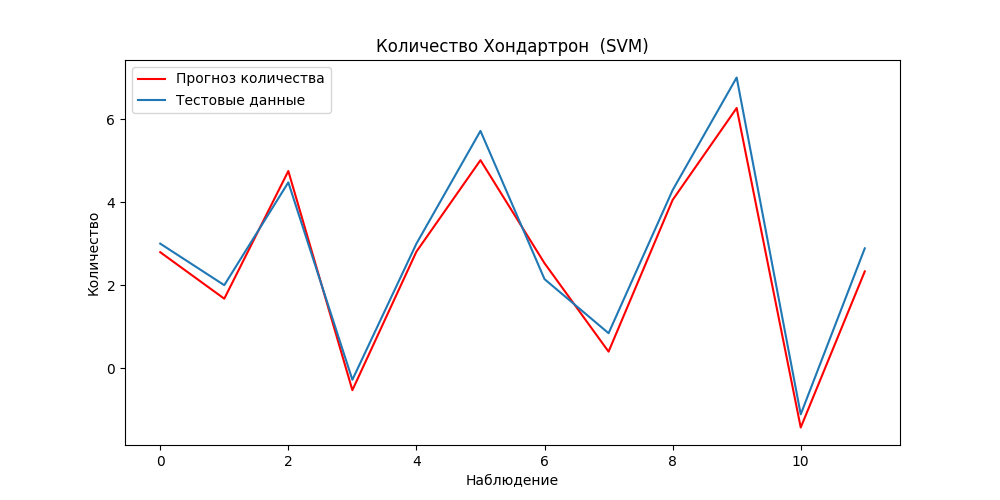 Количество Хондартрон  (SVM)
Прогноз количества
Тестовые данные
Количество
6
4
2
0
0 2 4 6 8 10
Наблюдение